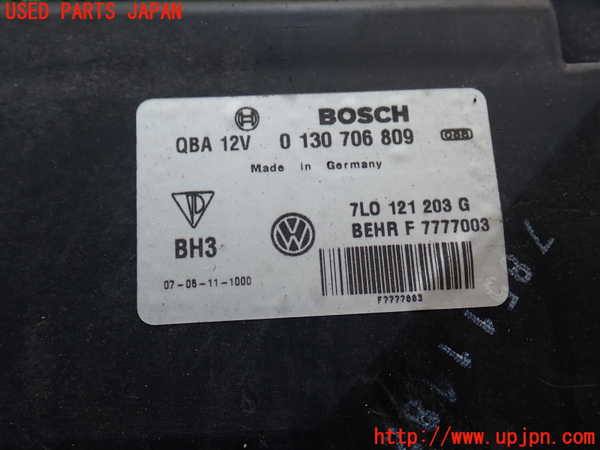 USED PARTS JAPAN
BOSCH
QBA 12V 0 130 706 809
Made in Germany
7L0 121 203 G
BEHR F 7777003
BH3
07-06-11-1000
F7777003
http://www.upjpn.com/